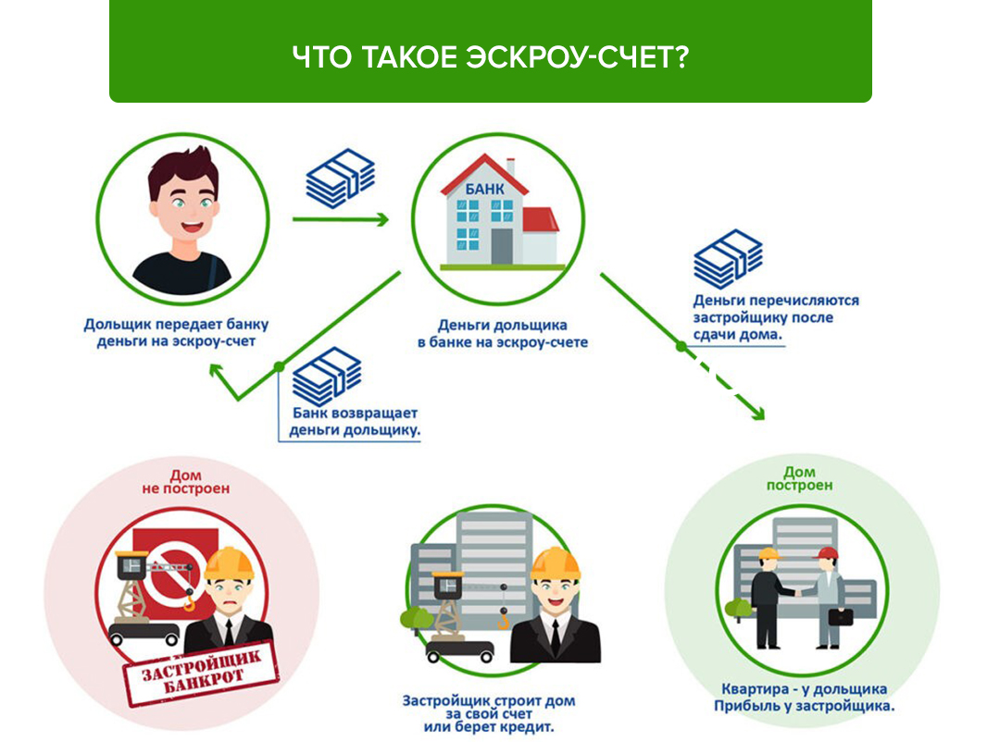 ЧТО ТАКОЕ ЭСКРОУ-СЧЕТ?
БАНК
Дольщик передает банку
деньги на эскроу-счет
Деньги дольщика
в банке на эскроу-счете
Деньги перечисляются
застройщику после
сдачи дома.
Банк возвращает
деньги дольщику.
Дом
не построен
ЗАСТРОЙЩИК
БАНКРОТ
Застройщик строит дом
за свой счет
или берет кредит.
Дом
построен
Квартира - у дольщика
Прибыль у застройщика.